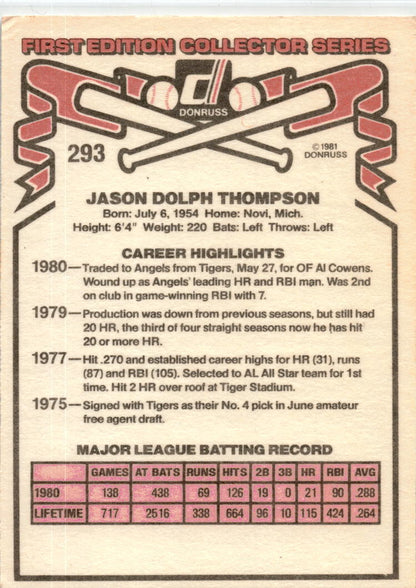 FIRST EDITION COLLECTOR SERIES
d
DONRUSS
293
© 1981
DONRUSS
JASON DOLPH THOMPSON
Born: July 6, 1954 Home: Novi, Mich.
Height: 6'4" Weight: 220 Bats: Left Throws: Left
CAREER HIGHLIGHTS
1980—Traded to Angels from Tigers, May 27, for OF Al Cowens.
Wound up as Angels' leading HR and RBI man. Was 2nd
on club in game-winning RBI with 7.
1979—Production was down from previous seasons, but still had
20 HR, the third of four straight seasons now he has hit
20 or more HR.
1977—Hit .270 and established career highs for HR (31), runs
(87) and RBI (105). Selected to AL All Star team for 1st
time. Hit 2 HR over roof at Tiger Stadium.
1975—Signed with Tigers as their No. 4 pick in June amateur
free agent draft.
MAJOR LEAGUE BATTING RECORD
GAMES AT BATS RUNS HITS 2B 3B HR RBI AVG
1980 138 438 69 126 19 0 21 90 .288
LIFETIME 717 2516 338 664 96 10 115 424 .264